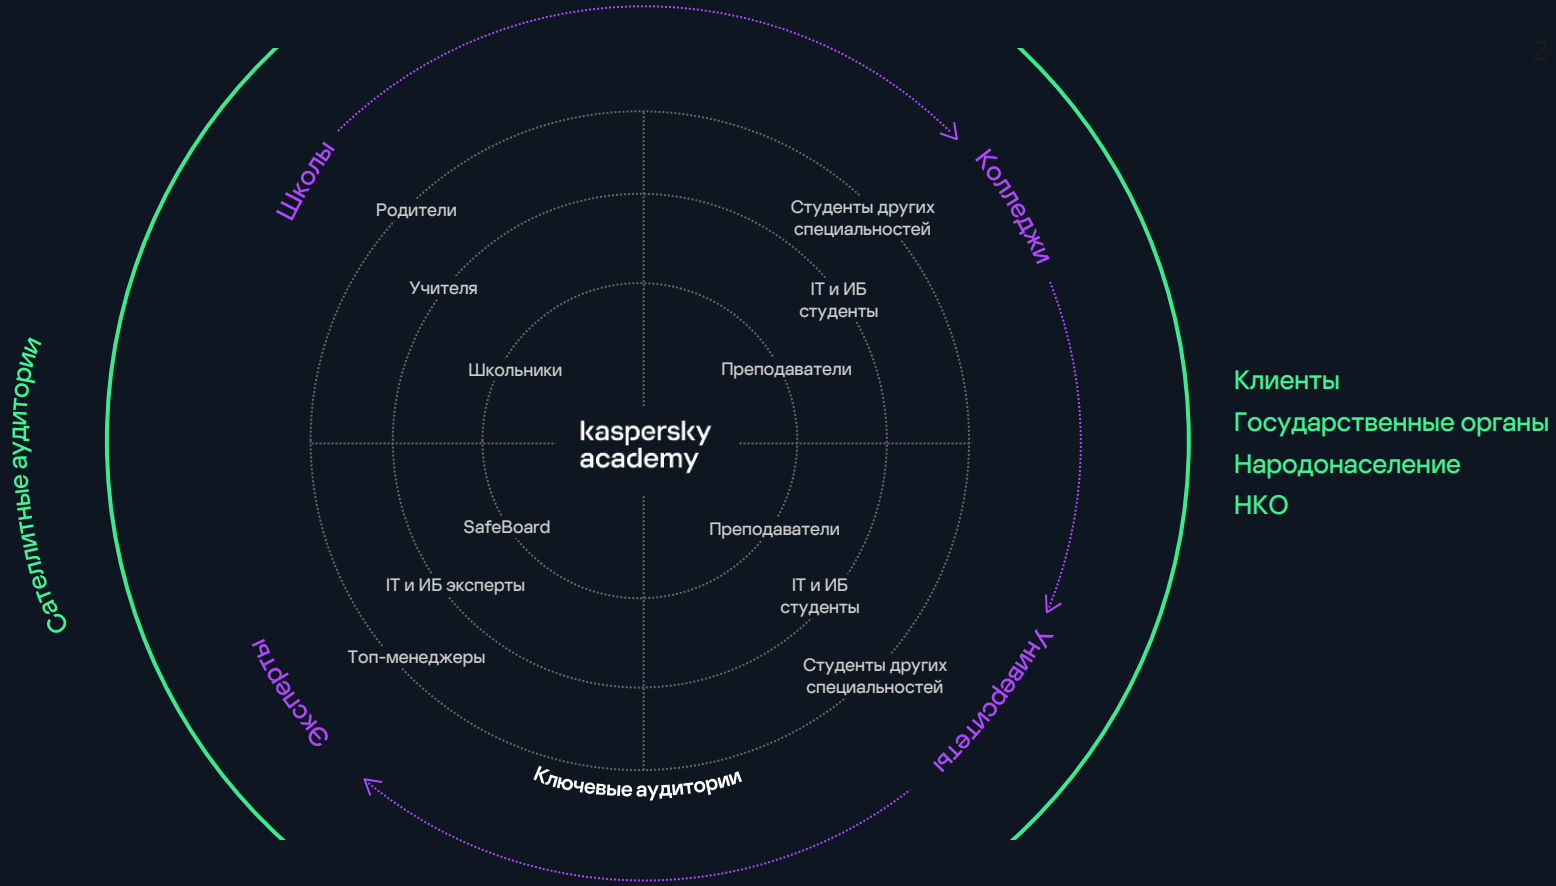 2
Школы
Колледжи
Родители
Студенты других
специальностей
Учителя
IT и ИБ
студенты
Школьники
Преподаватели
kaspersky
academy
SafeBoard
Преподаватели
IT и ИБ эксперты
IT и ИБ
студенты
Топ-менеджеры
Студенты других
специальностей
Эксперты
Университеты
Ключевые аудитории
Сателлитные аудитории
Клиенты
Государственные органы
Народонаселение
НКО